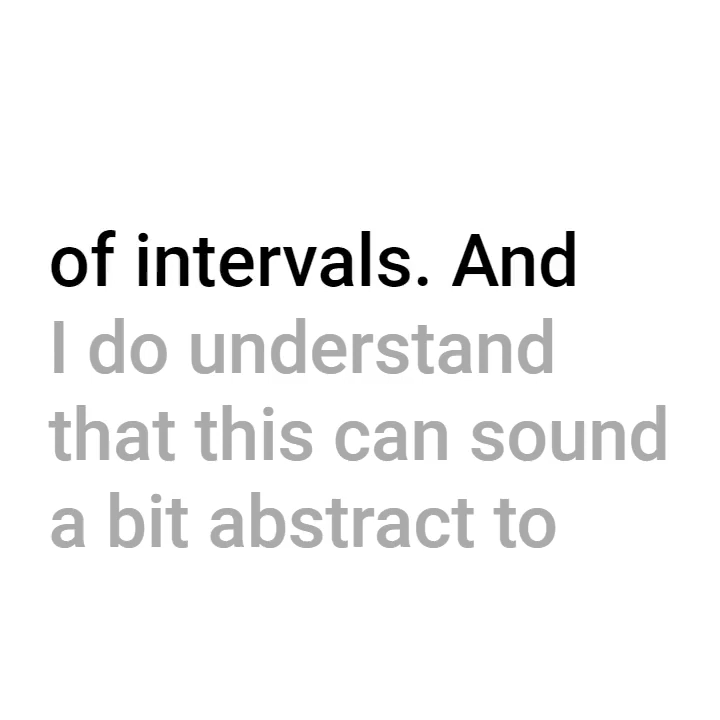 of intervals. And
I do understand
that this can sound
a bit abstract to